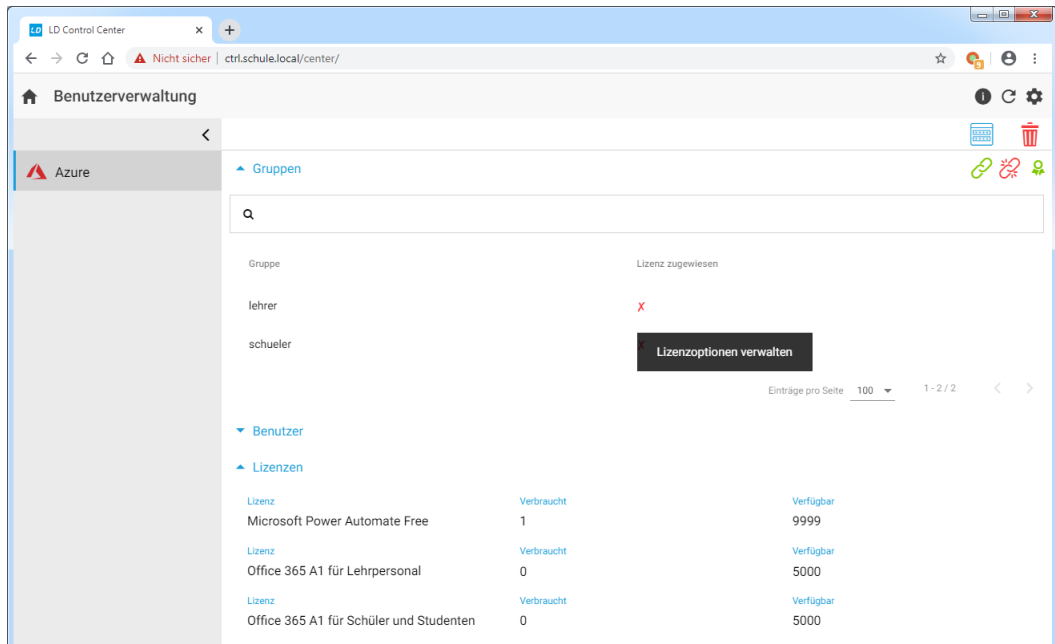 LD LD Control Center
Nicht sicher ctrl.schule.local/center/
Benutzerverwaltung
Azure
Gruppen
Gruppe Lizenz zugewiesen
lehrer ✗
schueler ✗ Lizenzoptionen verwalten
Einträge pro Seite 100 1 - 2 / 2
Benutzer
Lizenzen
Lizenz Verbraucht Verfügbar
Microsoft Power Automate Free 1 9999
Lizenz Verbraucht Verfügbar
Office 365 A1 für Lehrpersonal 0 5000
Lizenz Verbraucht Verfügbar
Office 365 A1 für Schüler und Studenten 0 5000